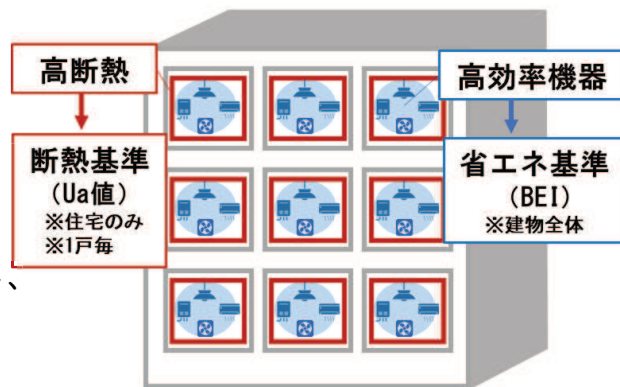 高断熱
断熱基準
(Ua値)
※住宅のみ
※1戸毎
、
高効率機器
省エネ基準
(BEI)
※建物全体